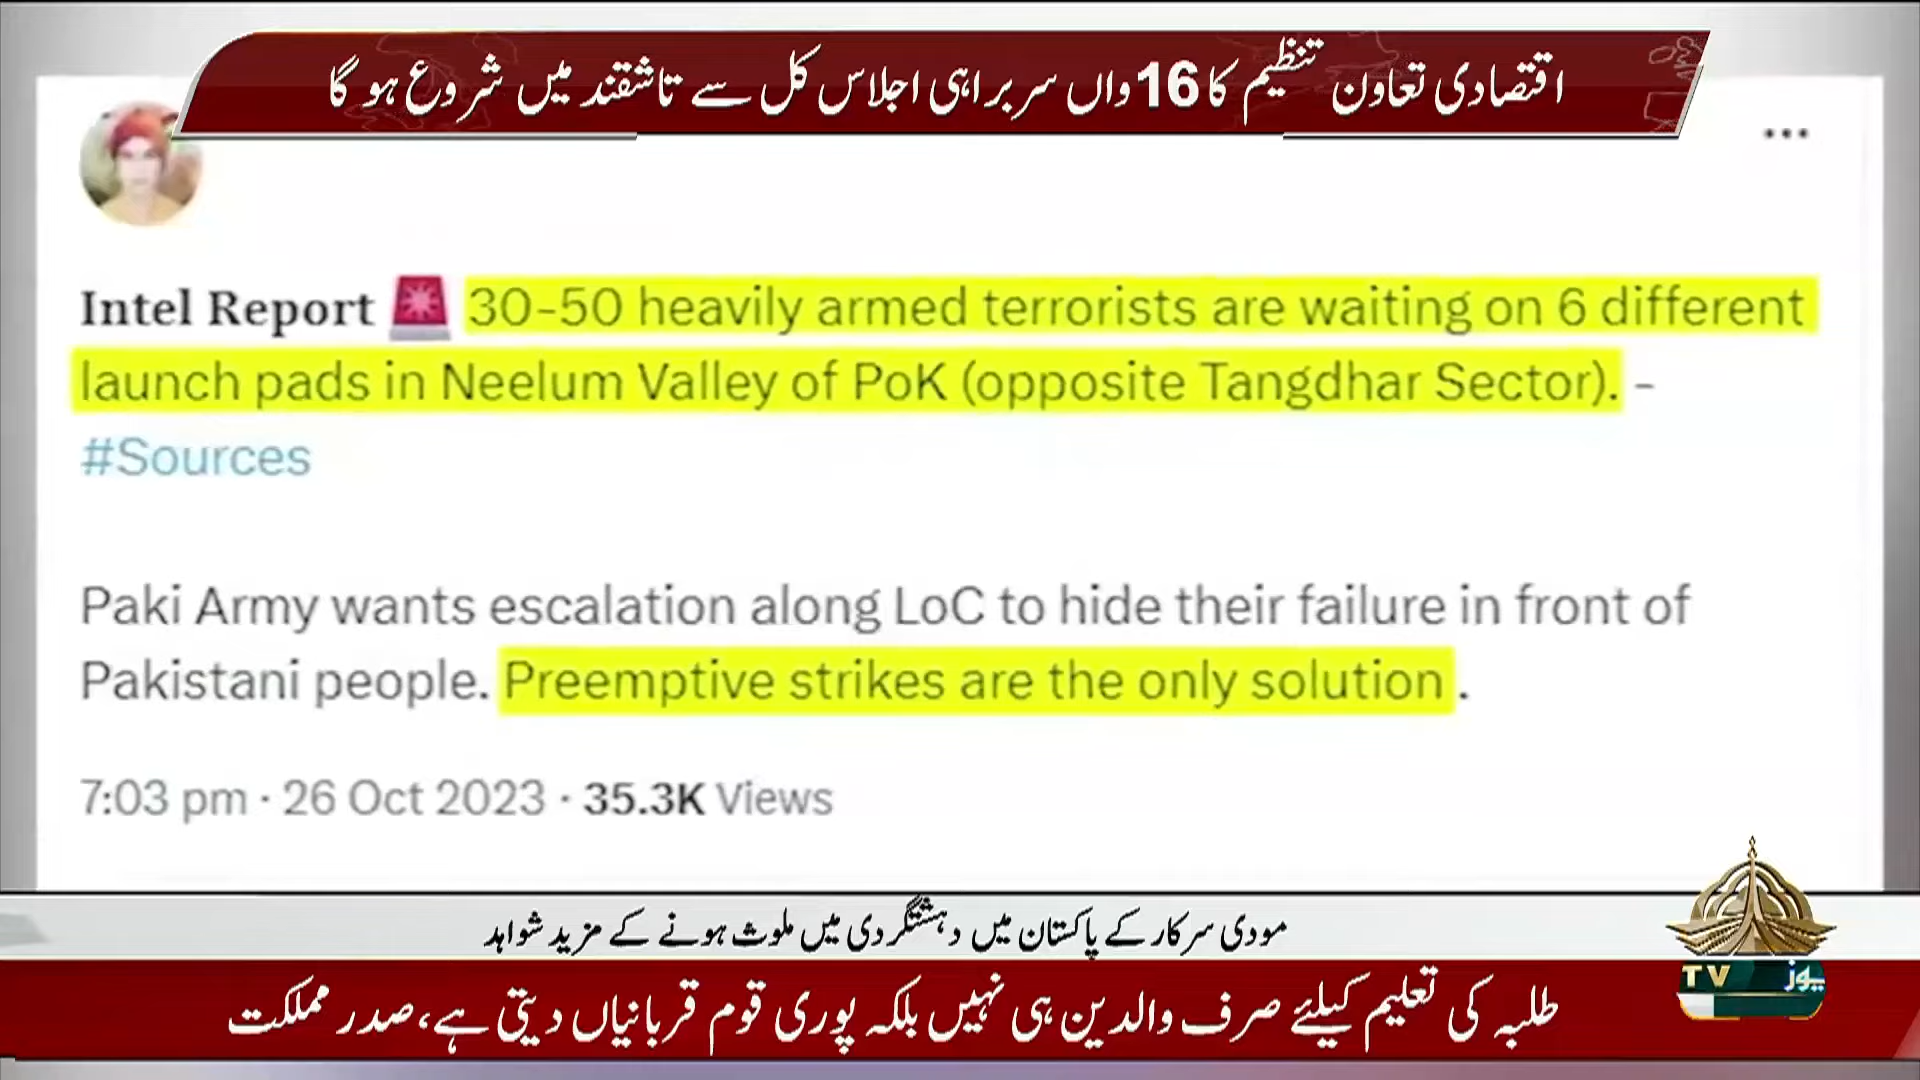 اقتصادی تعاون تنظیم کا 16واں سربراہی اجلاس کل سے تاشقند میں شروع ہو گا
Intel Report 🚨 30-50 heavily armed terrorists are waiting on 6 different
launch pads in Neelum Valley of PoK (opposite Tangdhar Sector). -
#Sources
Paki Army wants escalation along LoC to hide their failure in front of
Pakistani people. Preemptive strikes are the only solution .
7:03 pm · 26 Oct 2023 · 35.3K Views
مودی سرکار کے پاکستان میں دہشتگردی میں ملوث ہونے کے مزید شواہد
TV نیوز
طلبہ کی تعلیم کیلئے صرف والدین ہی نہیں بلکہ پوری قوم قربانیاں دیتی ہے، صدر مملکت